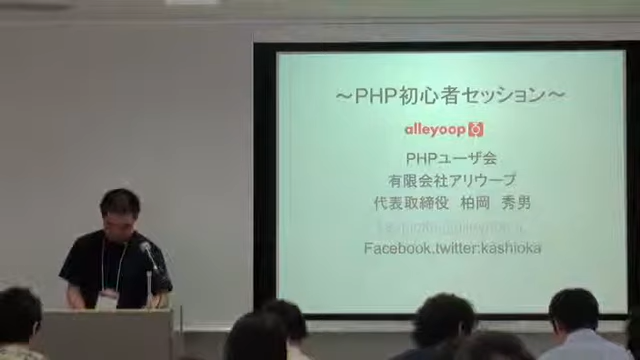 ～PHP初心者セッション～
alleyoop
PHPユーザ会
有限会社アリウープ
代表取締役 柏岡 秀男
Facebook,twitter:kashioka